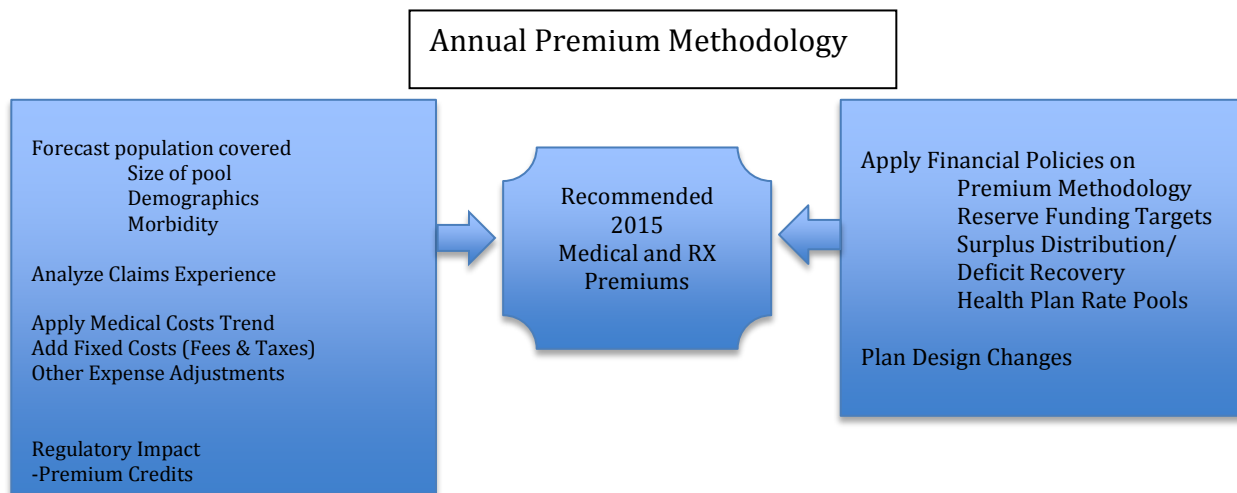 Annual Premium Methodology
Forecast population covered
Size of pool
Demographics
Morbidity
Analyze Claims Experience
Apply Medical Costs Trend
Add Fixed Costs (Fees & Taxes)
Other Expense Adjustments
Regulatory Impact
-Premium Credits
Recommended
2015
Medical and RX
Premiums
Apply Financial Policies on
Premium Methodology
Reserve Funding Targets
Surplus Distribution/
Deficit Recovery
Health Plan Rate Pools
Plan Design Changes